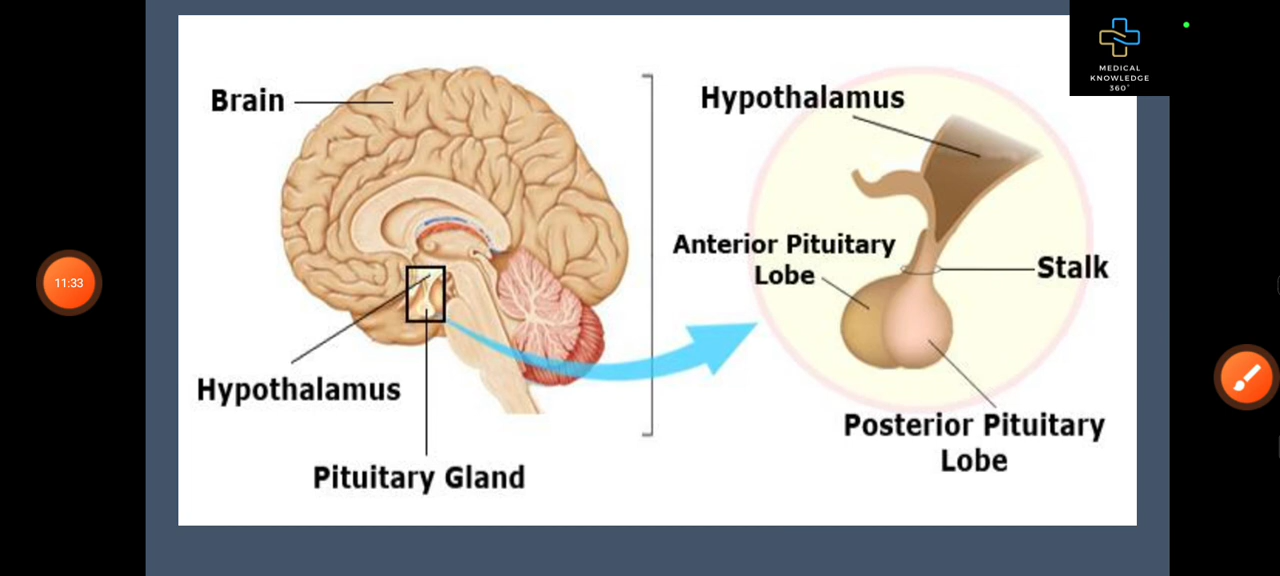 MEDICAL
KNOWLEDGE
360°
Brain
Hypothalamus
Anterior Pituitary
Lobe
Stalk
11:33
Hypothalamus
Posterior Pituitary
Lobe
Pituitary Gland